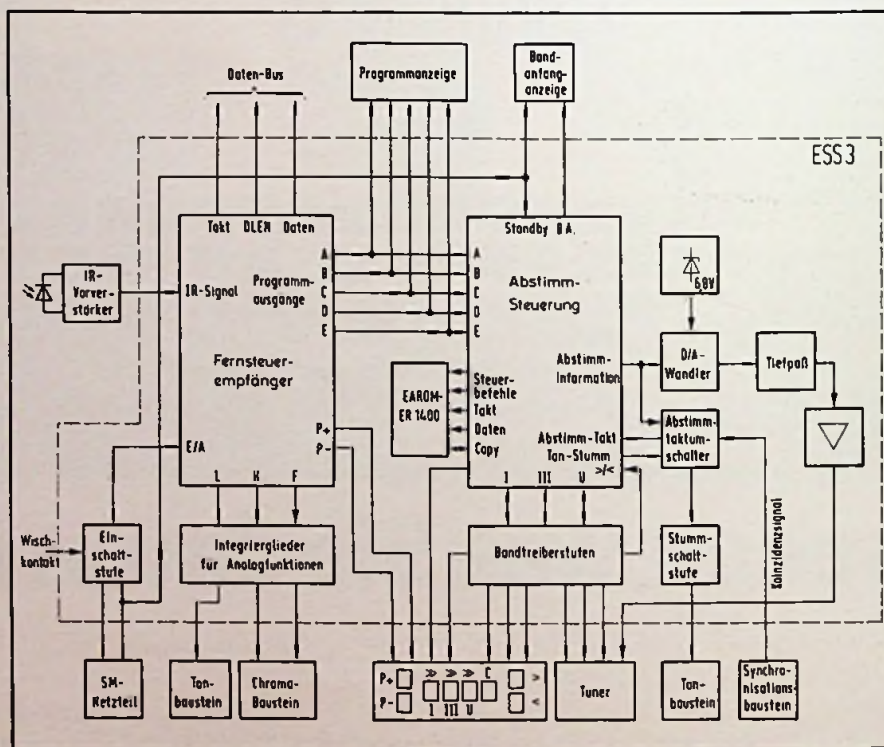 Daten-Bus
Programmanzeige
Band-
anfang-
anzeige
ESS3
Takt DLEN Daten
Standby BA.
IR-
Vorver-
stärker
IR-Signal
Programm-
ausgänge
A
B
C
D
E
A
B
C
D
E
Abstimm-
Steuerung
6,8V
Fernsteuer-
empfänger
Abstimm-
Information
D/A-
Wandler
Tiefpaß
EAROM-
ER 1400
Steuer-
befehle
Takt
Daten
Copy
Abstimm-Takt
Ton-Stumm
>/<
Abstimm-
taktum-
schalter
P+
P-
E/A
L K F
I III U
Wisch-
kontakt
Ein-
schalt-
stufe
Integrierglieder
für Analogfunktionen
Bandtreiberstufen
Stumm-
schalt-
stufe
Koinzidenzsignal
SM-
Netzteil
Ton-
baustein
Chroma-
Baustein
P+ ≫ ≫ ≫ C >
P- I III U <
Tuner
Ton-
baustein
Synchro-
nisations-
baustein